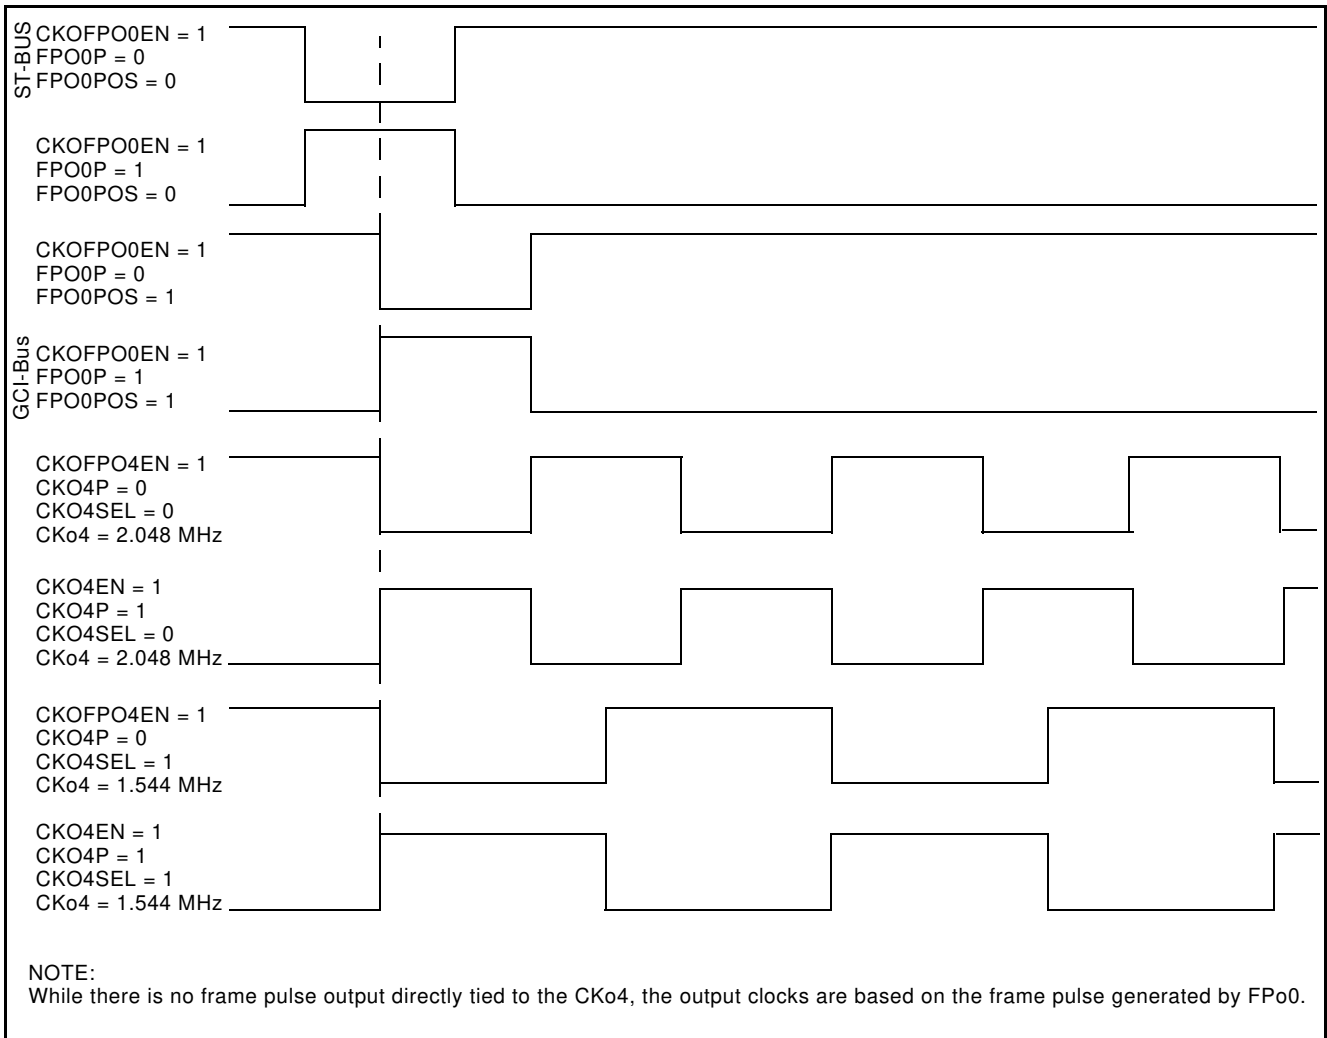 ST-BUS
CKOFPO0EN = 1
FPO0P = 0
FPO0POS = 0
CKOFPO0EN = 1
FPO0P = 1
FPO0POS = 0
CKOFPO0EN = 1
FPO0P = 0
FPO0POS = 1
GCI-Bus
CKOFPO0EN = 1
FPO0P = 1
FPO0POS = 1
CKOFPO4EN = 1
CKO4P = 0
CKO4SEL = 0
CKo4 = 2.048 MHz
CKO4EN = 1
CKO4P = 1
CKO4SEL = 0
CKo4 = 2.048 MHz
CKOFPO4EN = 1
CKO4P = 0
CKO4SEL = 1
CKo4 = 1.544 MHz
CKO4EN = 1
CKO4P = 1
CKO4SEL = 1
CKo4 = 1.544 MHz
NOTE:
While there is no frame pulse output directly tied to the CKo4, the output clocks are based on the frame pulse generated by FPo0.